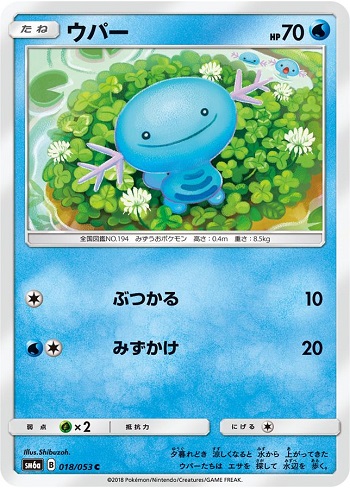 たね ウパー HP70
全国図鑑NO.194 みずうおポケモン 高さ：0.4m 重さ：8.5kg
ぶつかる 10
みずかけ 20
弱点 ×2 抵抗力 にげる
Illus.Shibuzoh.
sm6a B 018/053 C
夕暮れどき 涼しくなると 水から 上がってきた
ウパーたちは エサを 探して 水辺を 歩く。
©2018 Pokémon/Nintendo/Creatures/GAME FREAK.